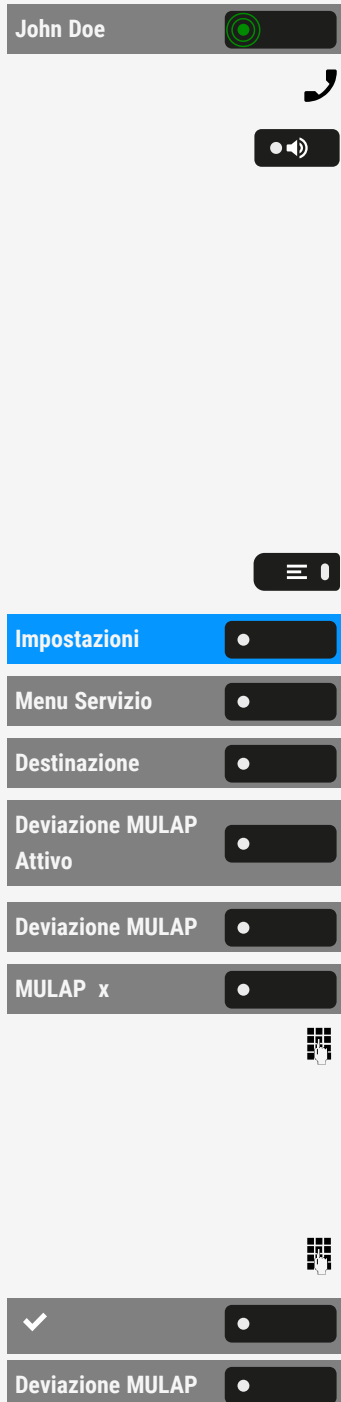 John Doe
Impostazioni
Menu Servizio
Destinazione
Deviazione MULAP
Attivo
Deviazione MULAP
MULAP x
Deviazione MULAP